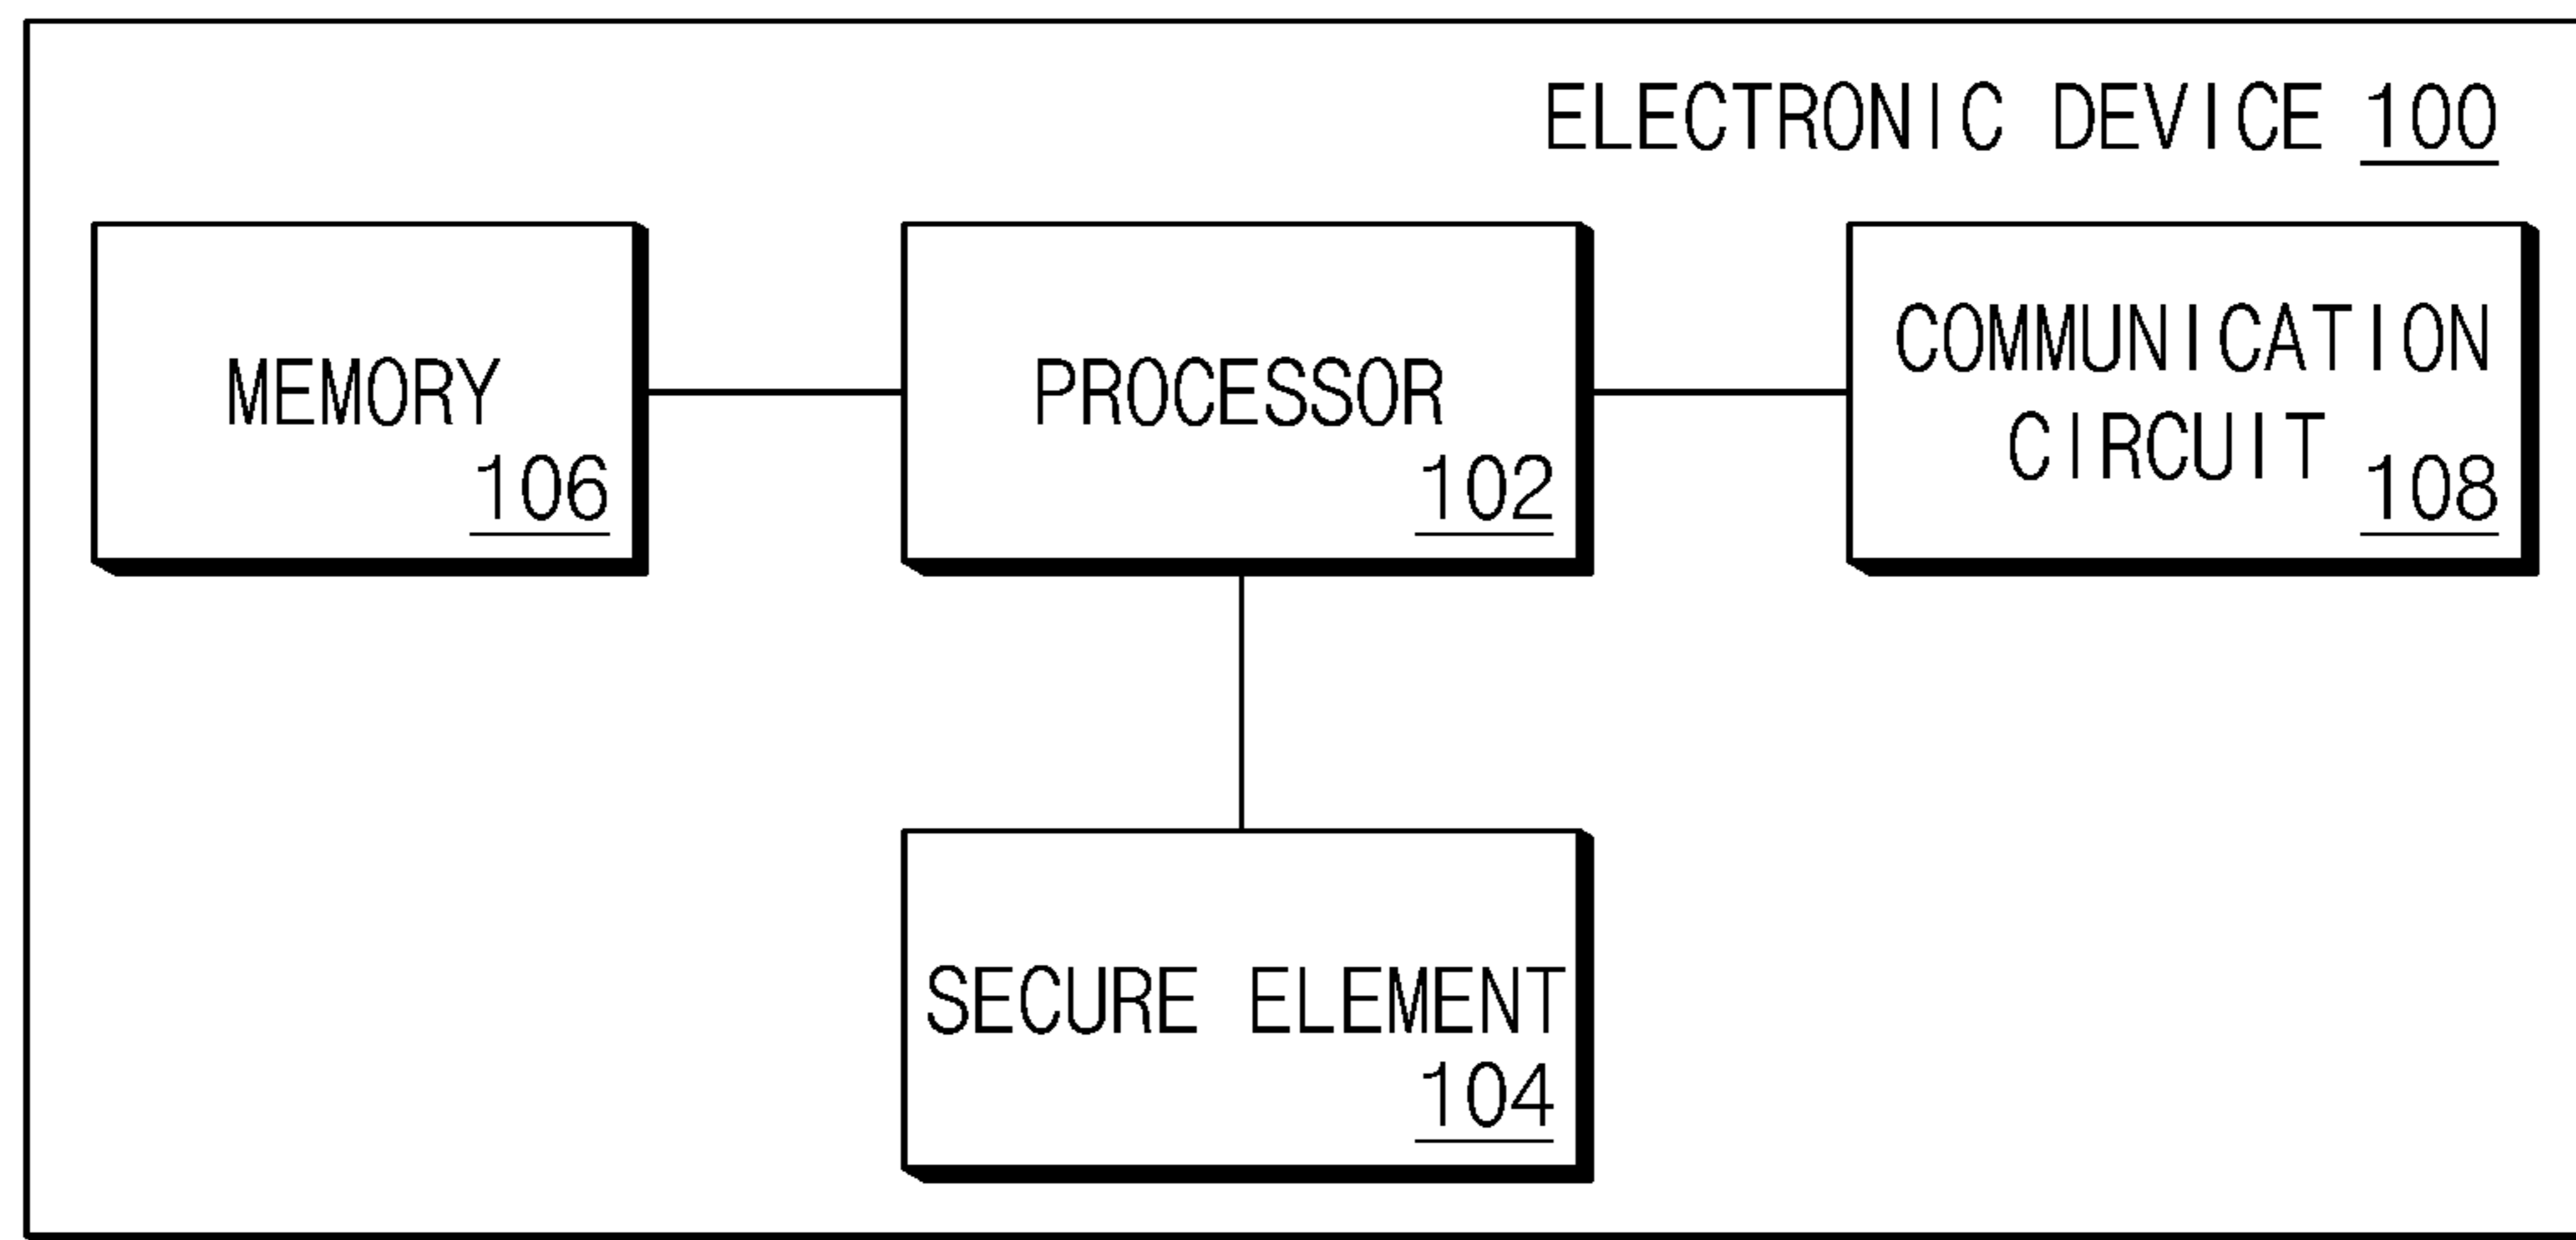 ELECTRONIC DEVICE 100
MEMORY
106
PROCESSOR
102
COMMUNICATION
CIRCUIT 108
SECURE ELEMENT
104